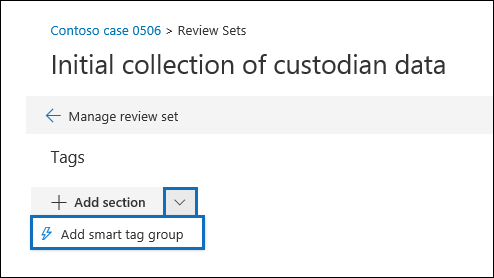 Contoso case 0506 > Review Sets
Initial collection of custodian data
Manage review set
Tags
Add section
Add smart tag group